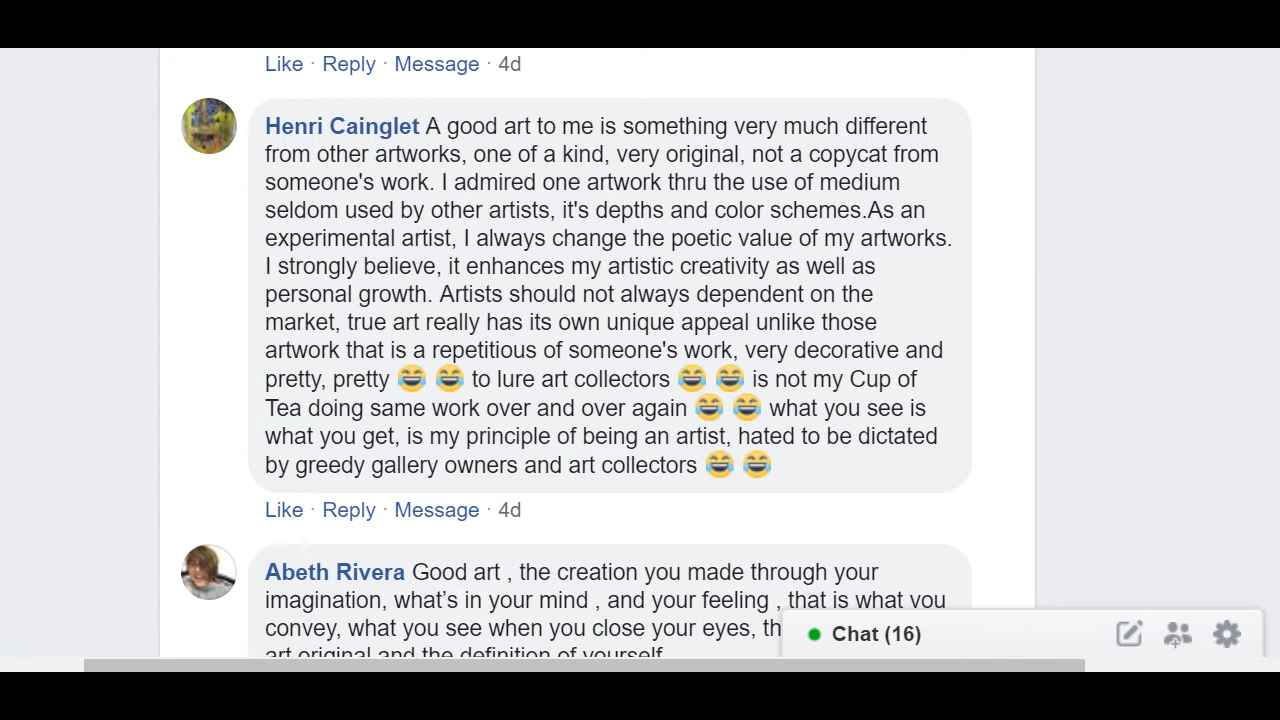 Like · Reply · Message · 4d
Henri Cainglet A good art to me is something very much different
from other artworks, one of a kind, very original, not a copycat from
someone's work. I admired one artwork thru the use of medium
seldom used by other artists, it's depths and color schemes.As an
experimental artist, I always change the poetic value of my artworks.
I strongly believe, it enhances my artistic creativity as well as
personal growth. Artists should not always dependent on the
market, true art really has its own unique appeal unlike those
artwork that is a repetitious of someone's work, very decorative and
pretty, pretty 😂 😂 to lure art collectors 😂 😂 is not my Cup of
Tea doing same work over and over again 😂 😂 what you see is
what you get, is my principle of being an artist, hated to be dictated
by greedy gallery owners and art collectors 😂 😂
Like · Reply · Message · 4d
Abeth Rivera Good art , the creation you made through your
imagination, what's in your mind , and your feeling , that is what you
convey, what you see when you close your eyes,
art original and the definition of yourself
Chat (16)